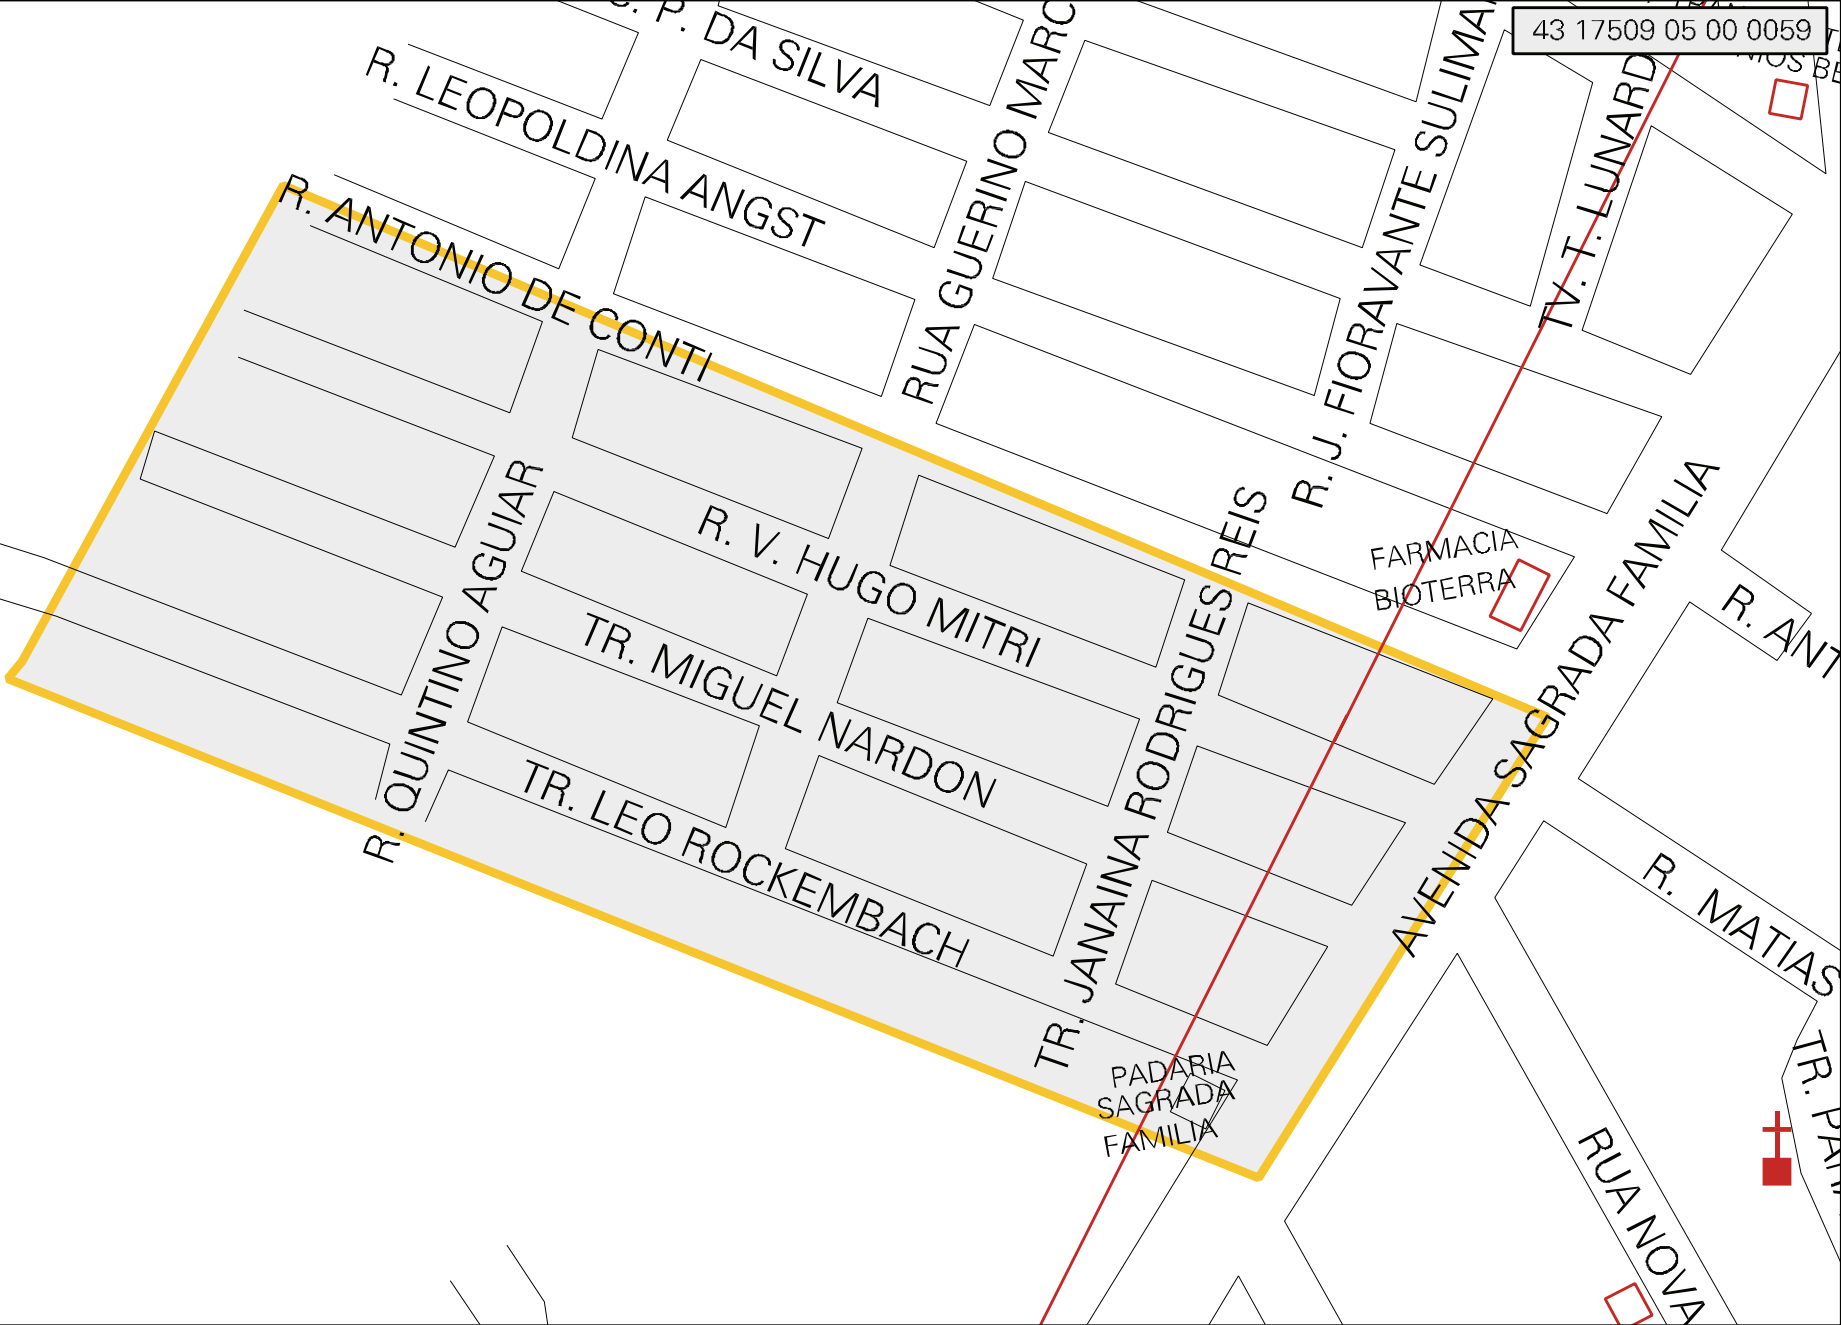 43 17509 05 00 0059
P. DA SILVA
R. LEOPOLDINA ANGST
RUA GUERINO MARC
R. J. FIORAVANTE SULIMA
TV. T. LUNARD
R. ANTONIO DE CONTI
R. QUINTINO AGUIAR
R. V. HUGO MITRI
TR. MIGUEL NARDON
TR. LEO ROCKEMBACH
TR. JANAINA RODRIGUES REIS
FARMACIA
BIOTERRA
AVENIDA SAGRADA FAMILIA
R. ANT
R. MATIAS
PADARIA
SAGRADA
FAMILIA
RUA NOVA
TR.